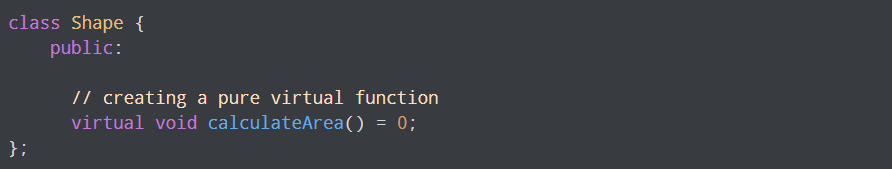 class Shape {
    public:

      // creating a pure virtual function
      virtual void calculateArea() = 0;
};